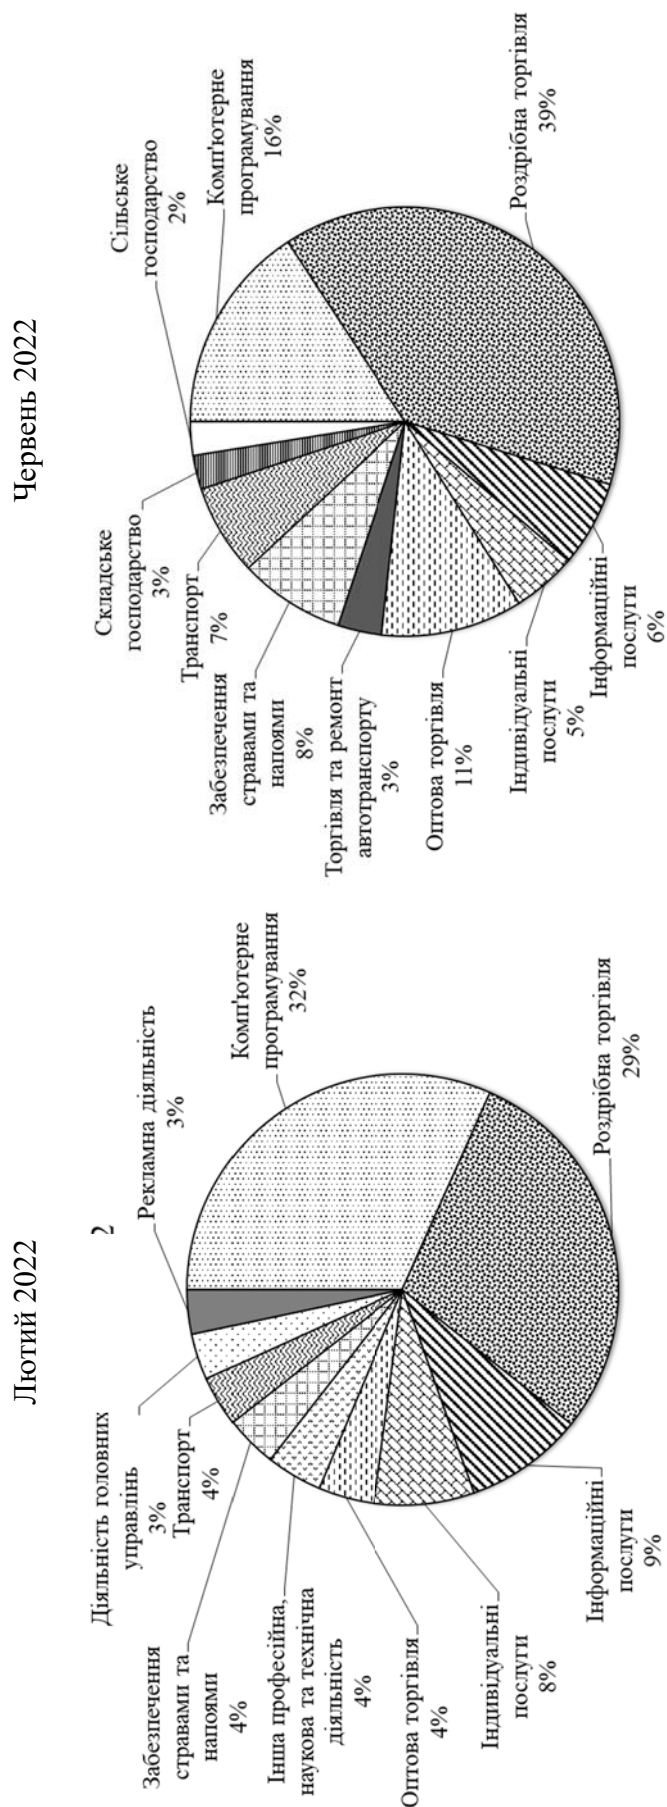 Лютий 2022
2
Комп'ютерне
програмування
32%
Роздрібна торгівля
29%
Інформаційні
послуги
9%
Індивідуальні
послуги
8%
Оптова торгівля
4%
Інша професійна,
наукова та технічна
діяльність
4%
Забезпечення
стравами та
напоями
4%
Транспорт
4%
Діяльність головних
управлінь
3%
Рекламна діяльність
3%
Червень 2022
Комп'ютерне
програмування
16%
Роздрібна торгівля
39%
Інформаційні
послуги
6%
Індивідуальні
послуги
5%
Оптова торгівля
11%
Торгівля та ремонт
автотранспорту
3%
Забезпечення
стравами та
напоями
8%
Транспорт
7%
Складське
господарство
3%
Сільське
господарство
2%